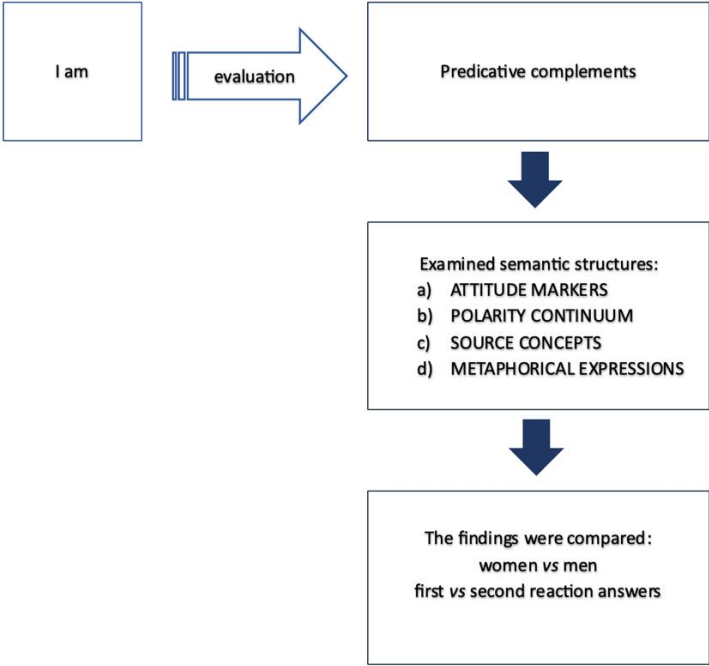 I am
evaluation
Predicative complements
Examined semantic structures:
a) ATTITUDE MARKERS
b) POLARITY CONTINUUM
c) SOURCE CONCEPTS
d) METAPHORICAL EXPRESSIONS
The findings were compared:
women vs men
first vs second reaction answers